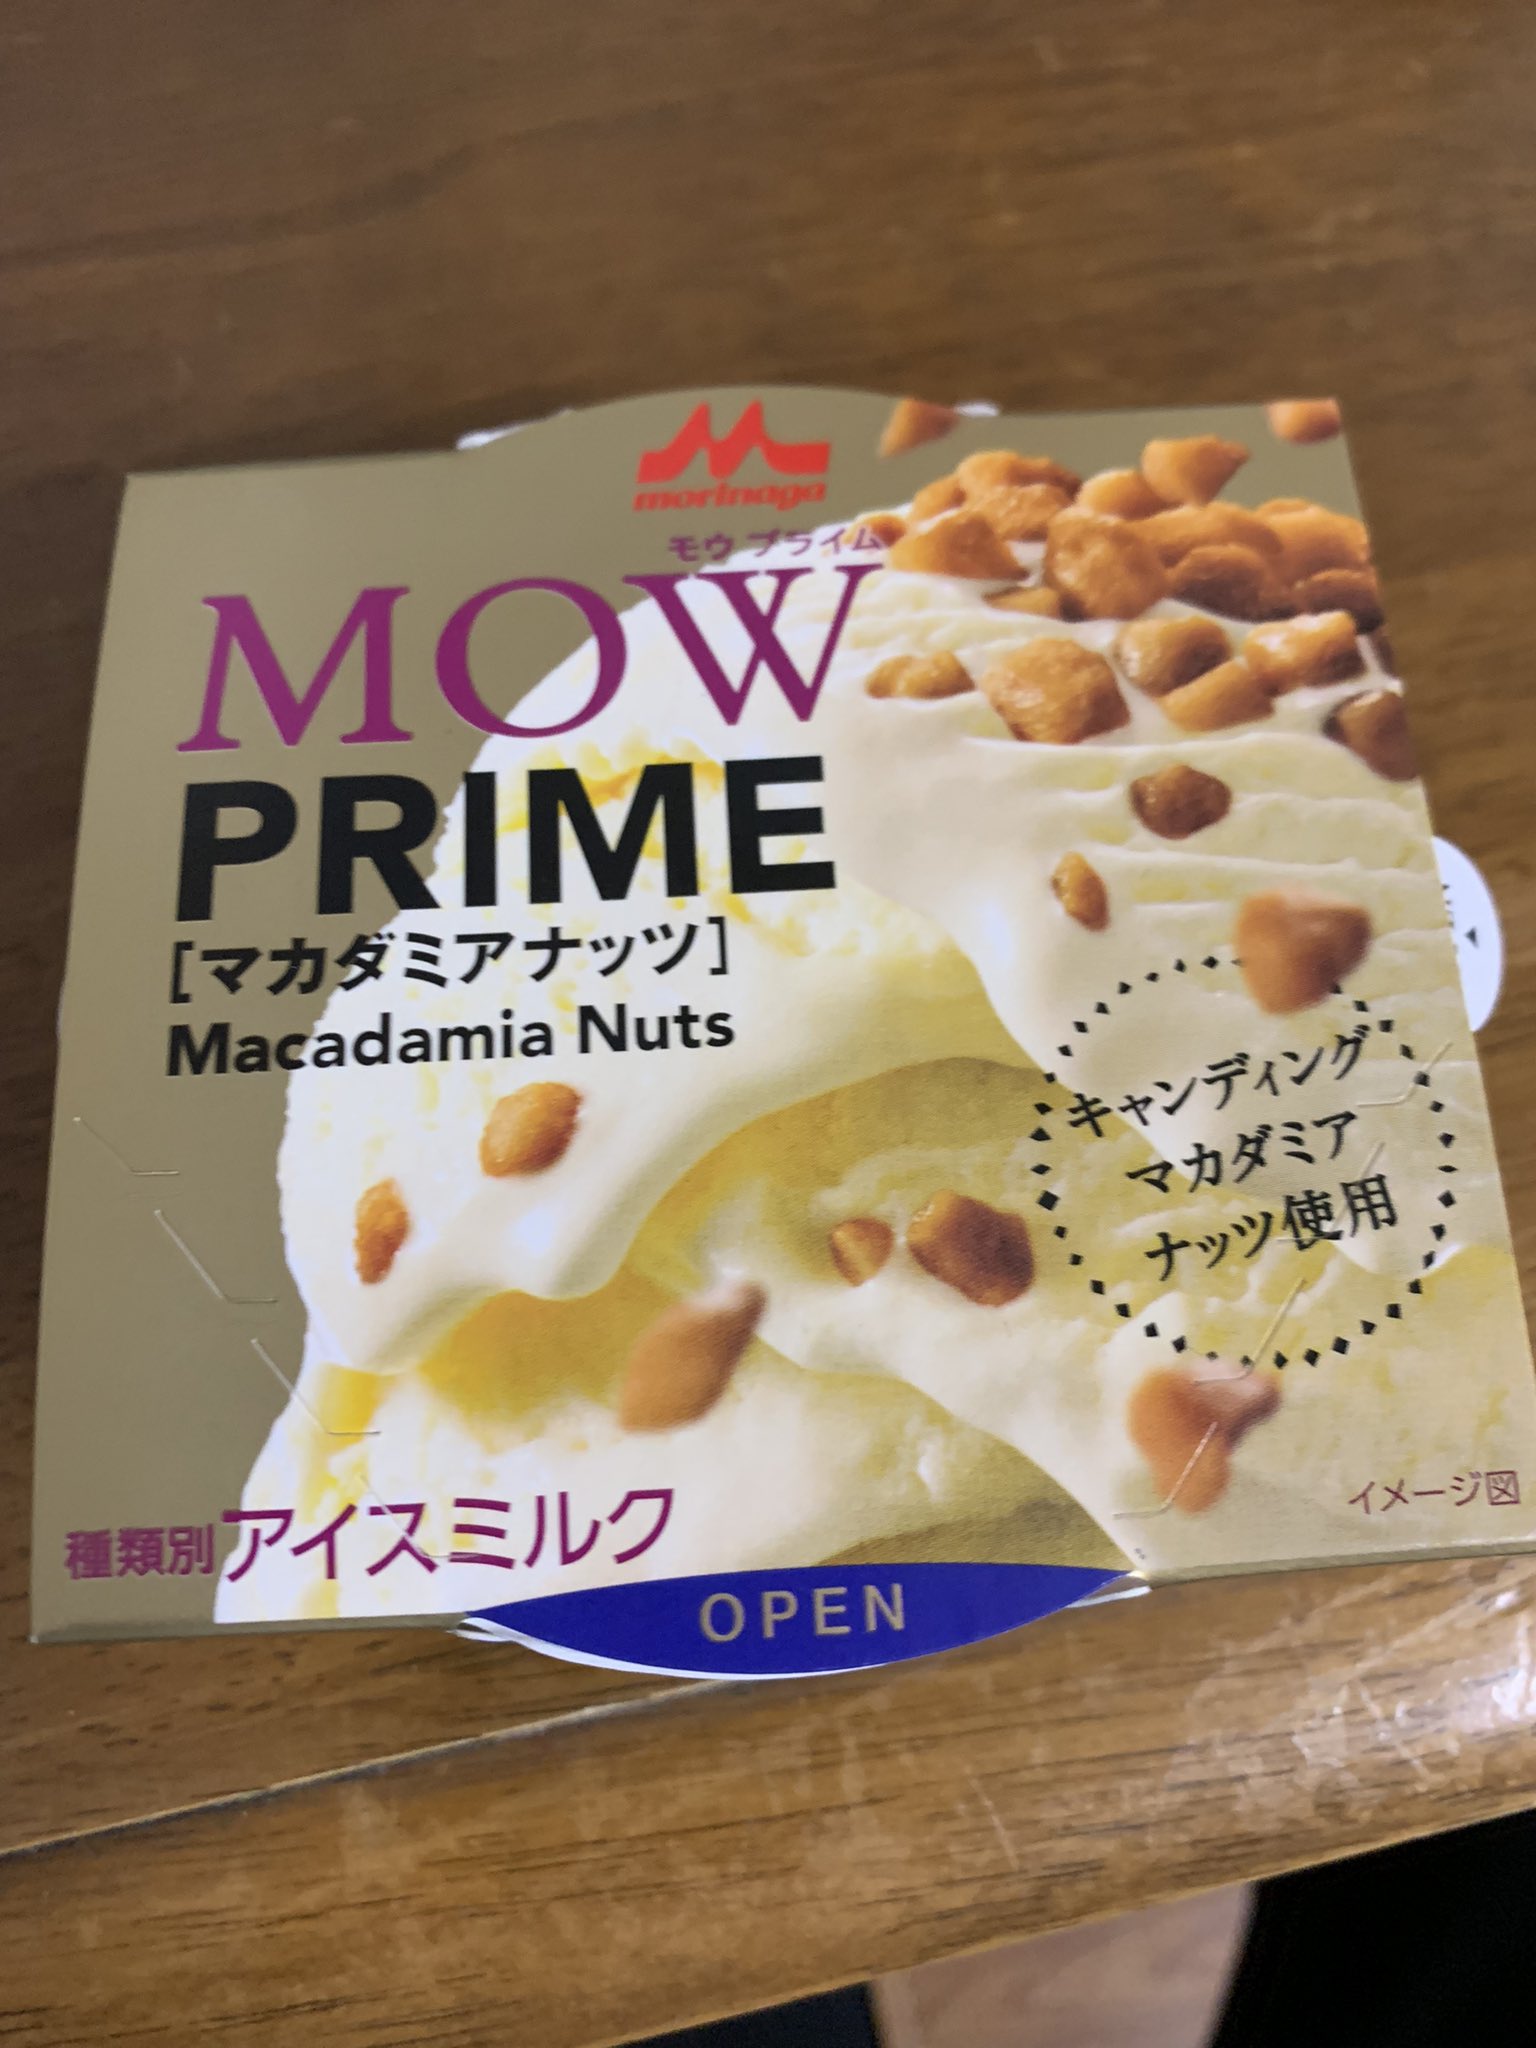 morinaga
モウ プライム
MOW
PRIME
[マカダミアナッツ]
Macadamia Nuts
キャンディング
マカダミア
ナッツ使用
種類別アイスミルク
イメージ図
OPEN